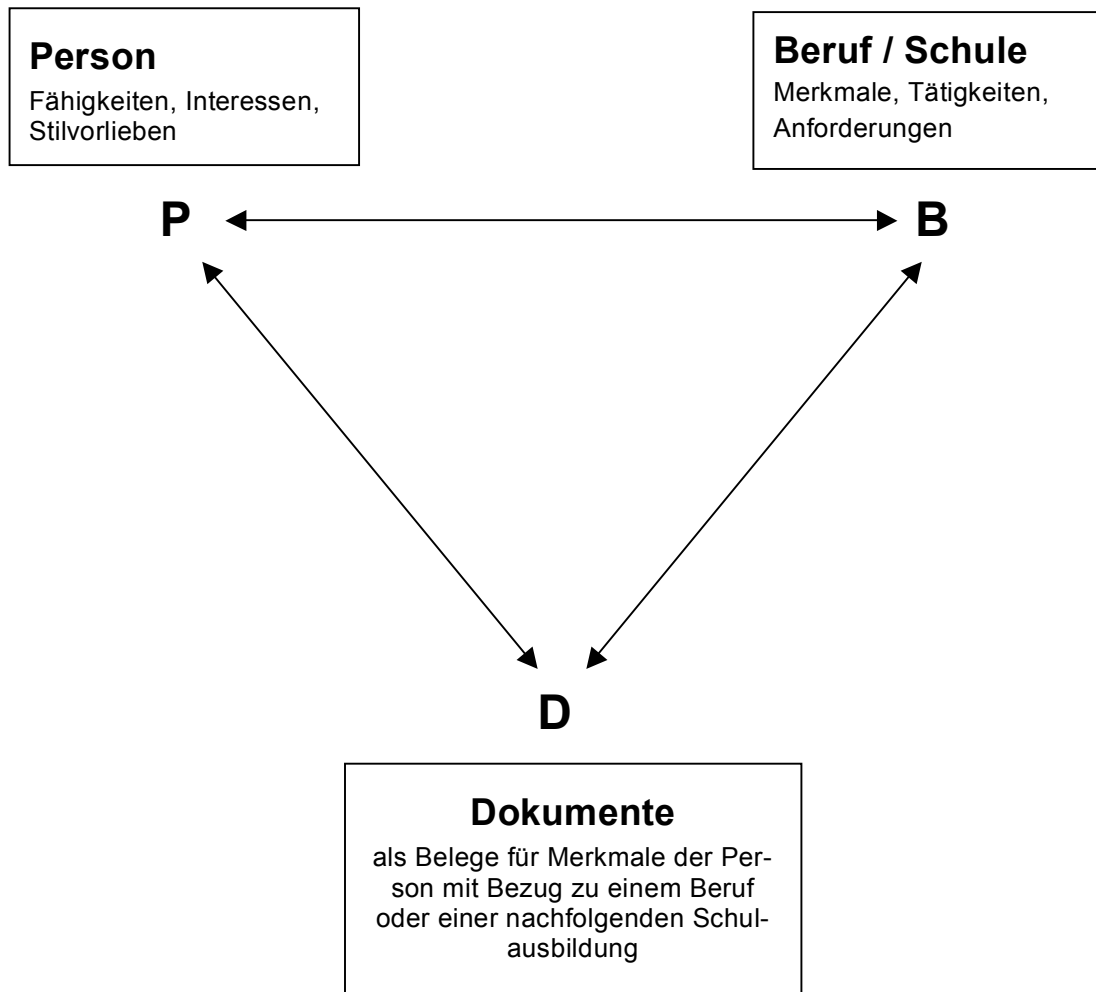 Person
Fähigkeiten, Interessen,
Stilvorlieben
Beruf / Schule
Merkmale, Tätigkeiten,
Anforderungen
P
B
D
Dokumente
als Belege für Merkmale der Per-
son mit Bezug zu einem Beruf
oder einer nachfolgenden Schul-
ausbildung